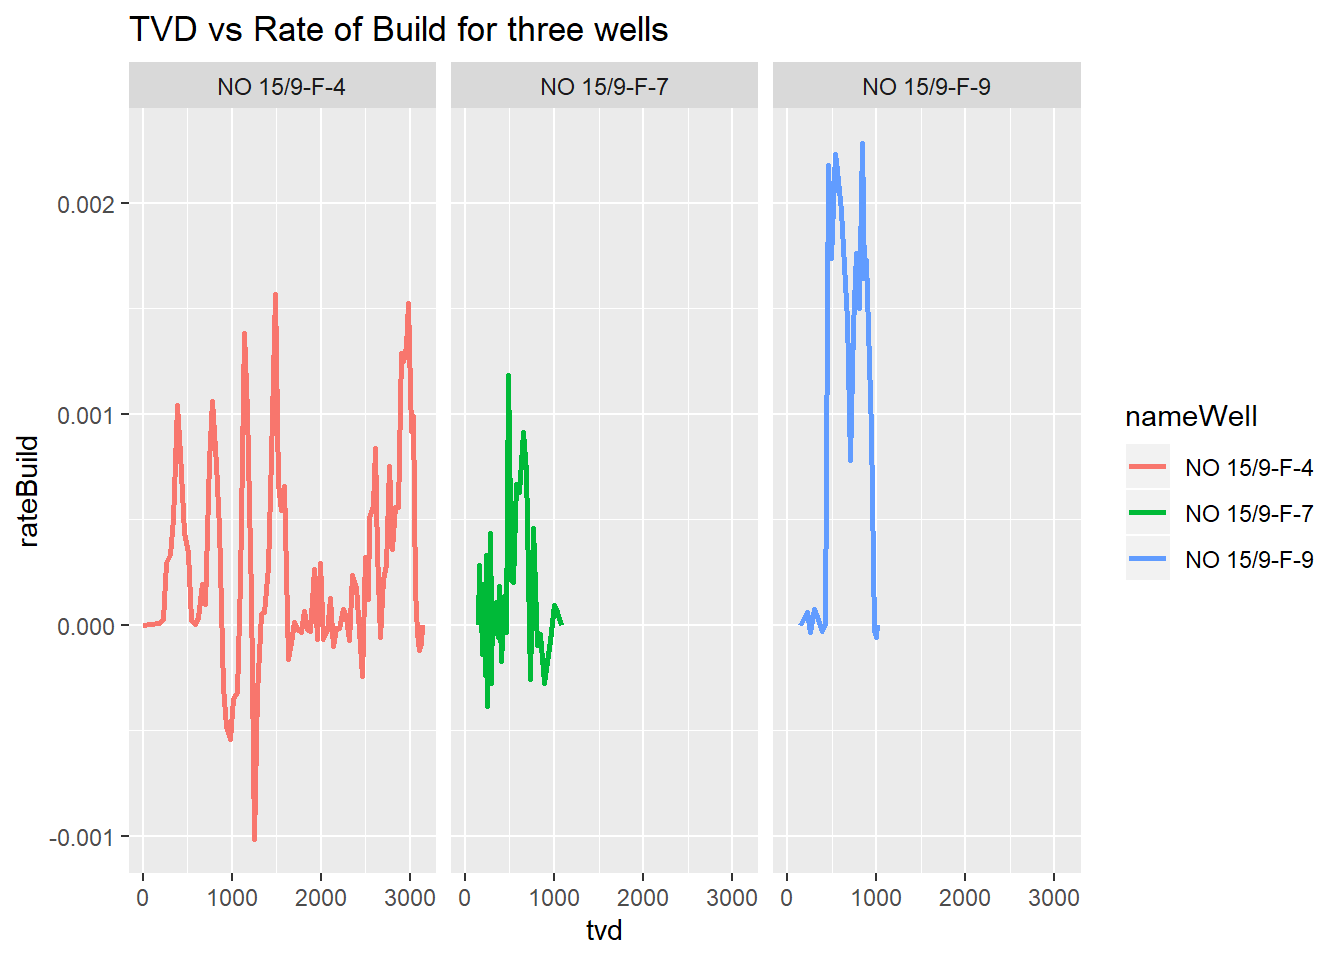 TVD vs Rate of Build for three wells
NO 15/9-F-4
NO 15/9-F-7
NO 15/9-F-9
rateBuild
0.002
0.001
0.000
-0.001
0 1000 2000 3000
0 1000 2000 3000
0 1000 2000 3000
tvd
nameWell
NO 15/9-F-4
NO 15/9-F-7
NO 15/9-F-9